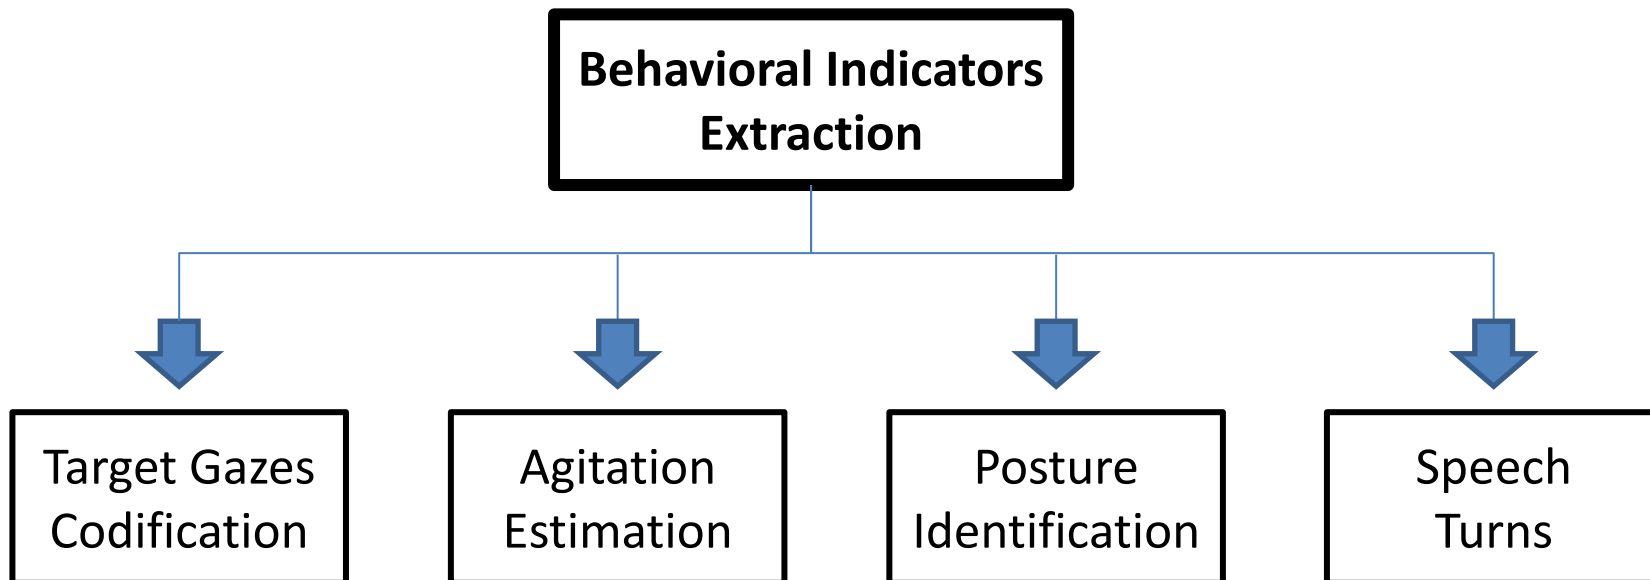 Behavioral Indicators
Extraction
Target Gazes
Codification
Agitation
Estimation
Posture
Identification
Speech
Turns